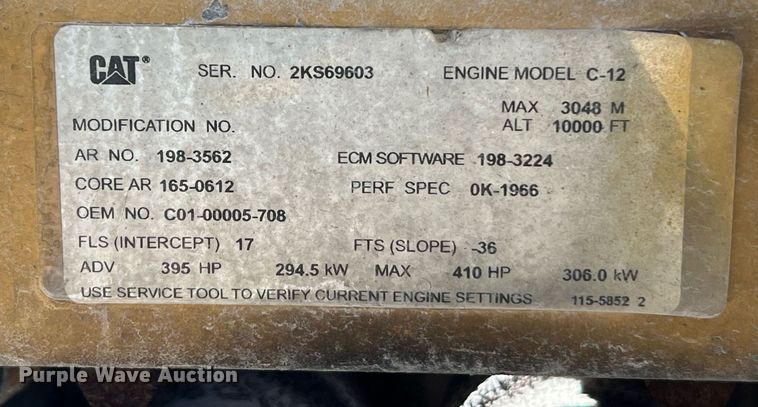 CAT® SER. NO. 2KS69603 ENGINE MODEL C-12
MAX 3048 M
MODIFICATION NO. ALT 10000 FT
AR NO. 198-3562 ECM SOFTWARE 198-3224
CORE AR 165-0612 PERF SPEC 0K-1966
OEM NO. C01-00005-708
FLS (INTERCEPT) 17 FTS (SLOPE) -36
ADV 395 HP 294.5 kW MAX 410 HP 306.0 kW
USE SERVICE TOOL TO VERIFY CURRENT ENGINE SETTINGS 115-5852 2
Purple Wave Auction